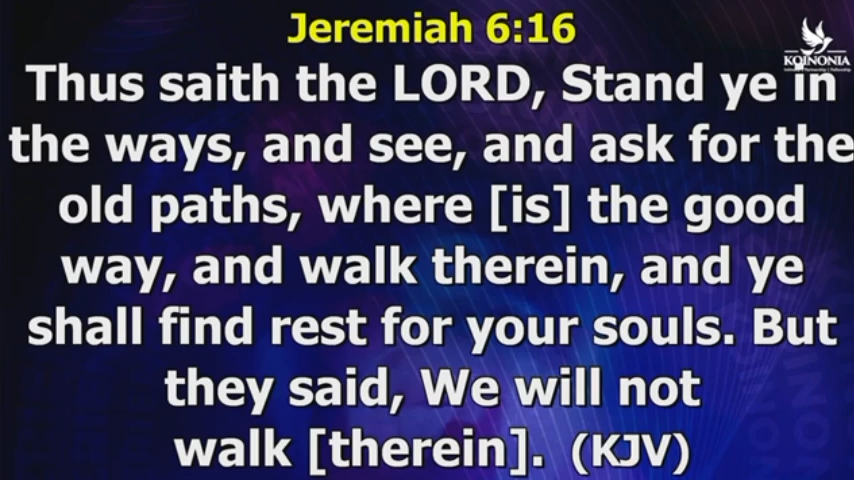 Jeremiah 6:16
KOINONIA
Thus saith the LORD, Stand ye in
the ways, and see, and ask for the
old paths, where [is] the good
way, and walk therein, and ye
shall find rest for your souls. But
they said, We will not
walk [therein]. (KJV)